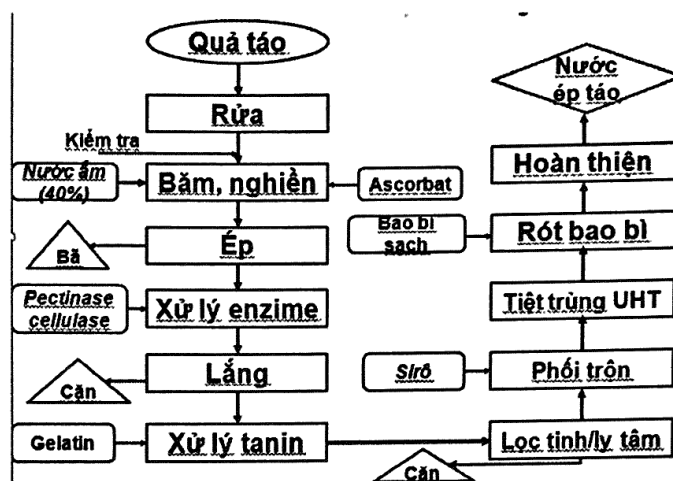 Quả táo
Rửa
Kiểm tra
Nước ấm
(40%)
Băm, nghiền
Ascorbat
Bã
Ép
Pectinase
cellulase
Xử lý enzime
Cặn
Lắng
Gelatin
Xử lý tanin
Nước
ép táo
Hoàn thiện
Bao bì
sạch
Rót bao bì
Tiệt trùng UHT
Sirô
Phối trôn
Lọc tinh/ly tâm
Cặn